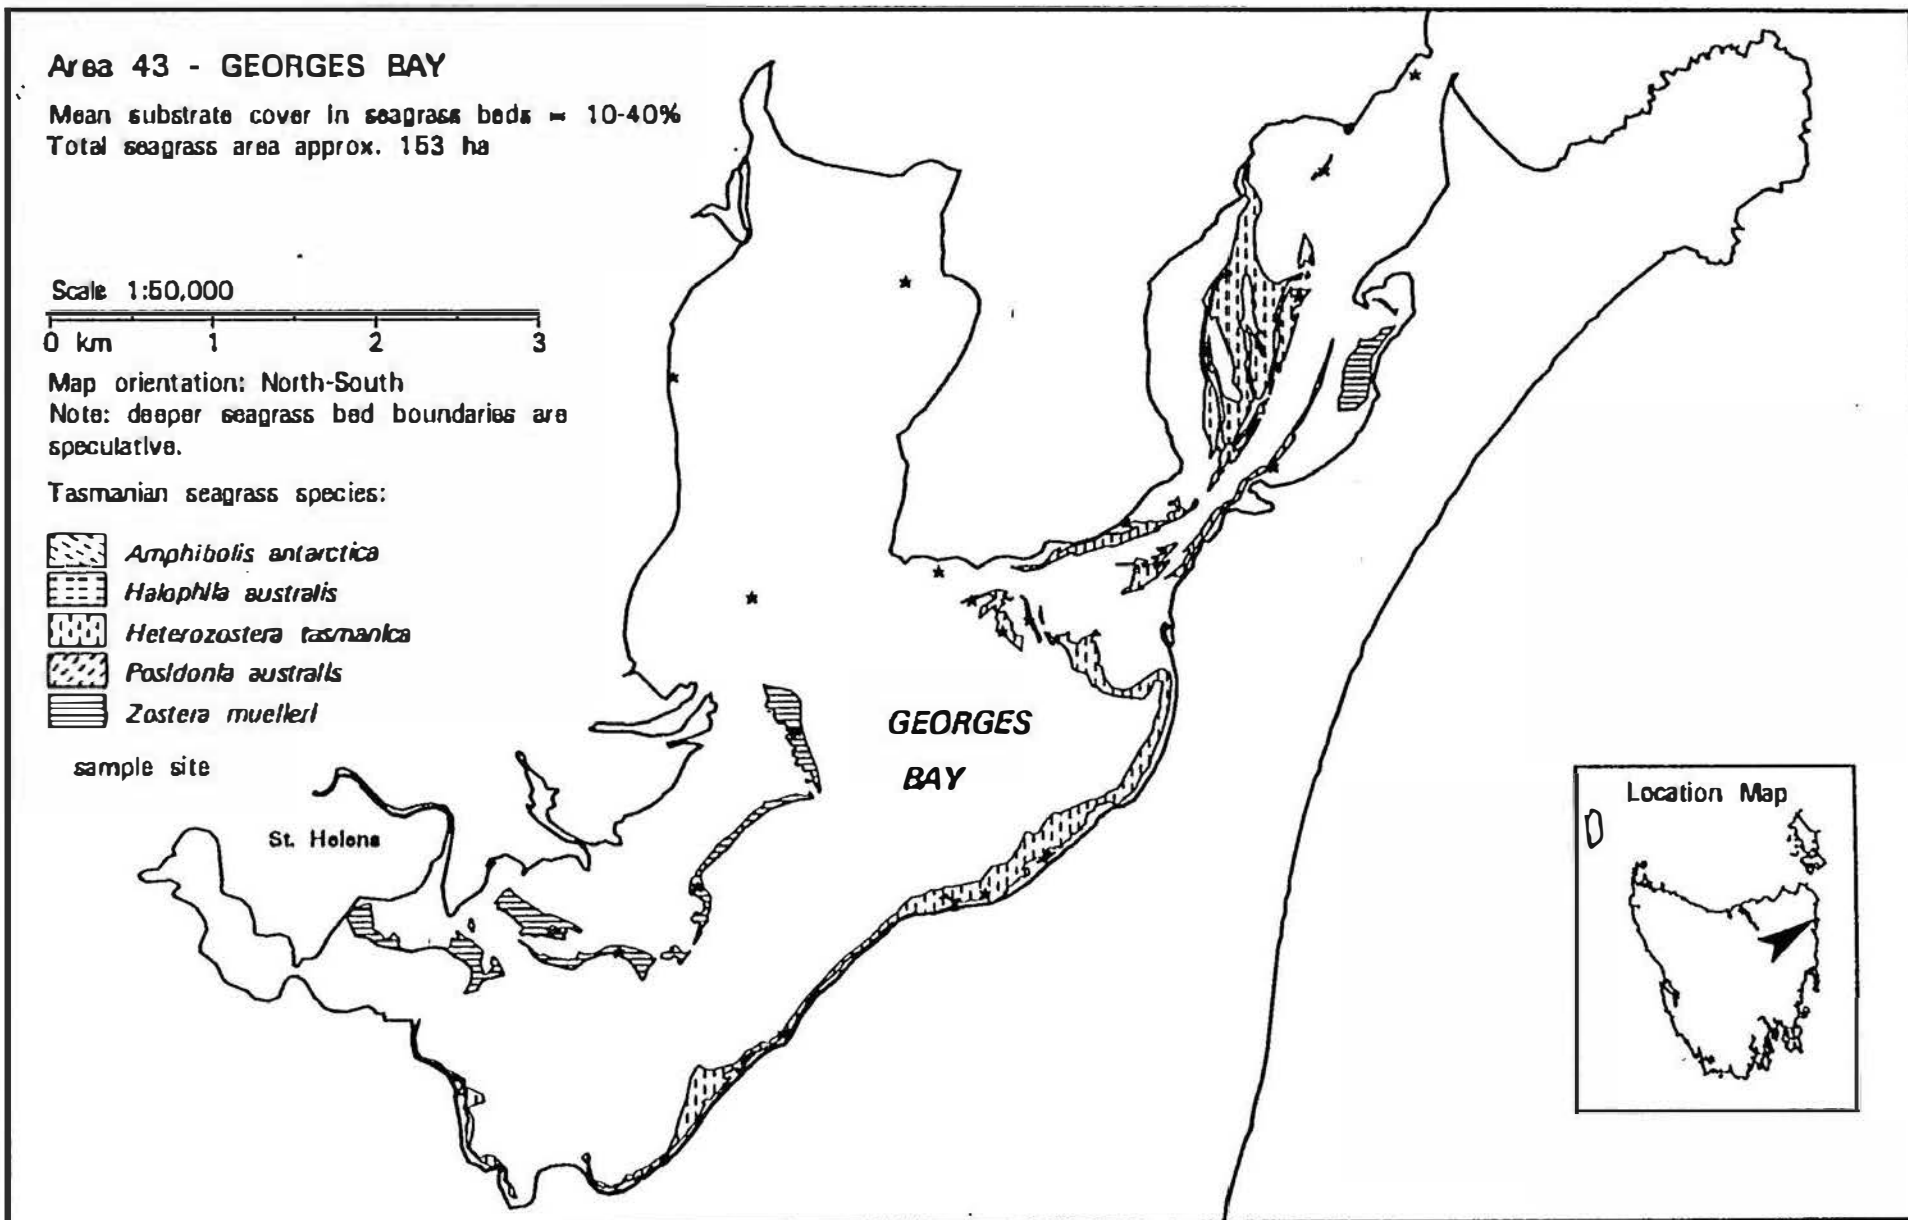 Area 43 - GEORGES BAY
Mean substrate cover in seagrass beds = 10-40%
Total seagrass area approx. 153 ha
Scale 1:50,000
0 km 1 2 3
Map orientation: North-South
Note: deeper seagrass bed boundaries are
speculative.
Tasmanian seagrass species:
Amphibolis antarctica
Halophila australis
Heterozostera tasmanica
Posidonia australis
Zostera muelleri
sample site
St. Helens
GEORGES
BAY
Location Map